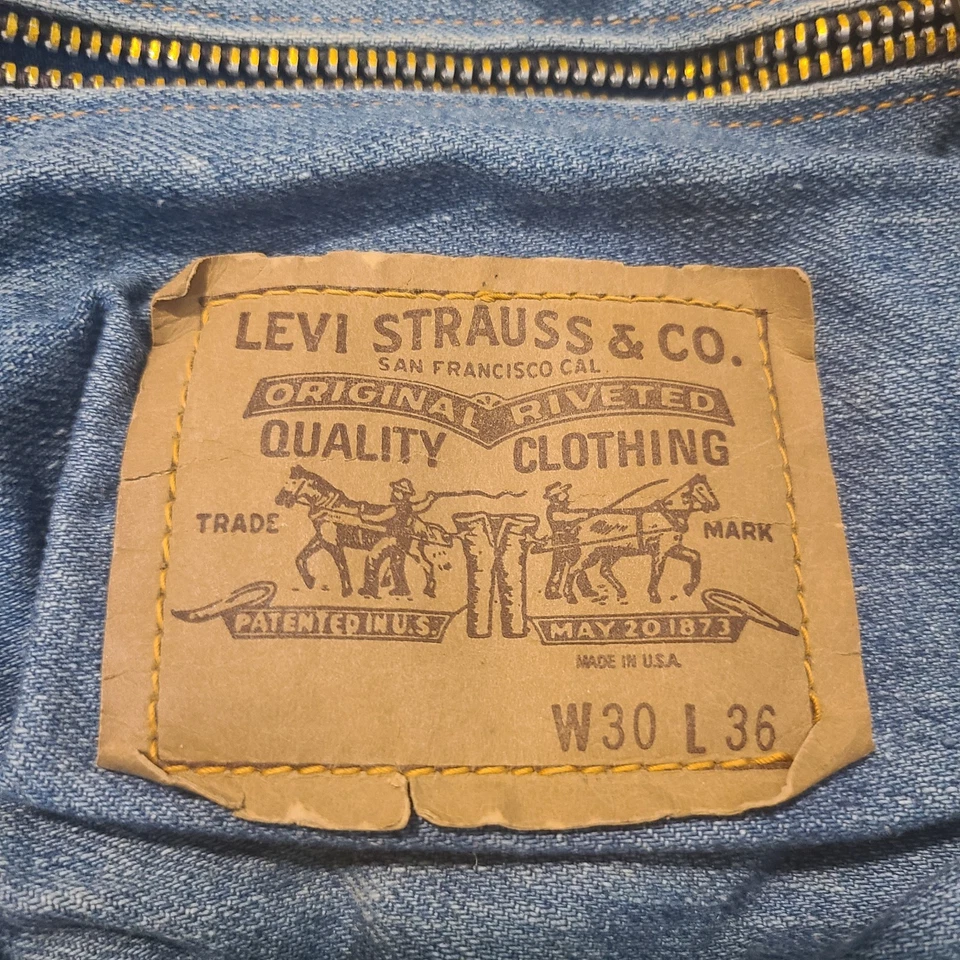 LEVI STRAUSS & CO.
SAN FRANCISCO CAL
ORIGINAL RIVETED
QUALITY CLOTHING
TRADE MARK
PATENTED IN U.S. MAY 20 1873
MADE IN U.S.A.
W30 L 36